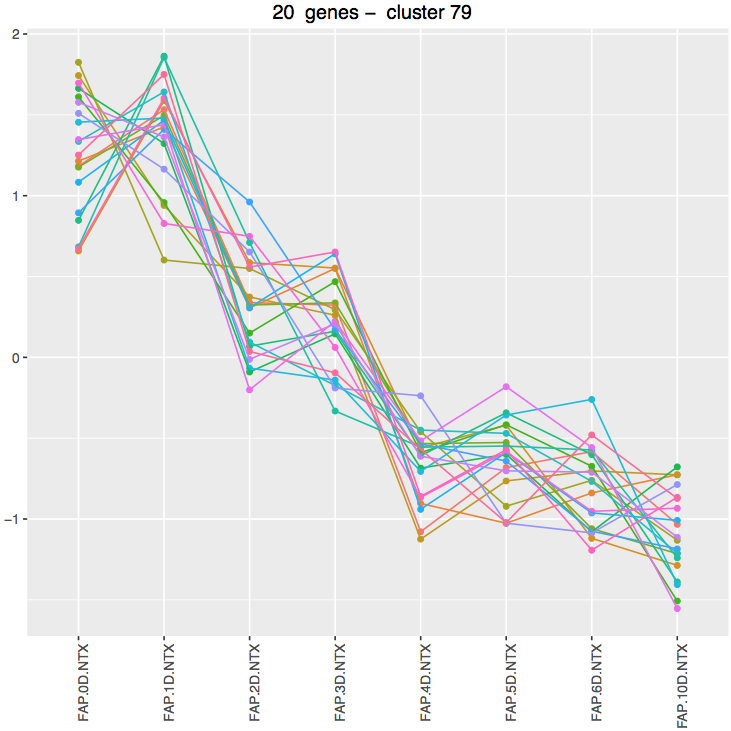 20 genes − cluster 79
2
1
0
−1
FAP.0D.NTX
FAP.1D.NTX
FAP.2D.NTX
FAP.3D.NTX
FAP.4D.NTX
FAP.5D.NTX
FAP.6D.NTX
FAP.10D.NTX